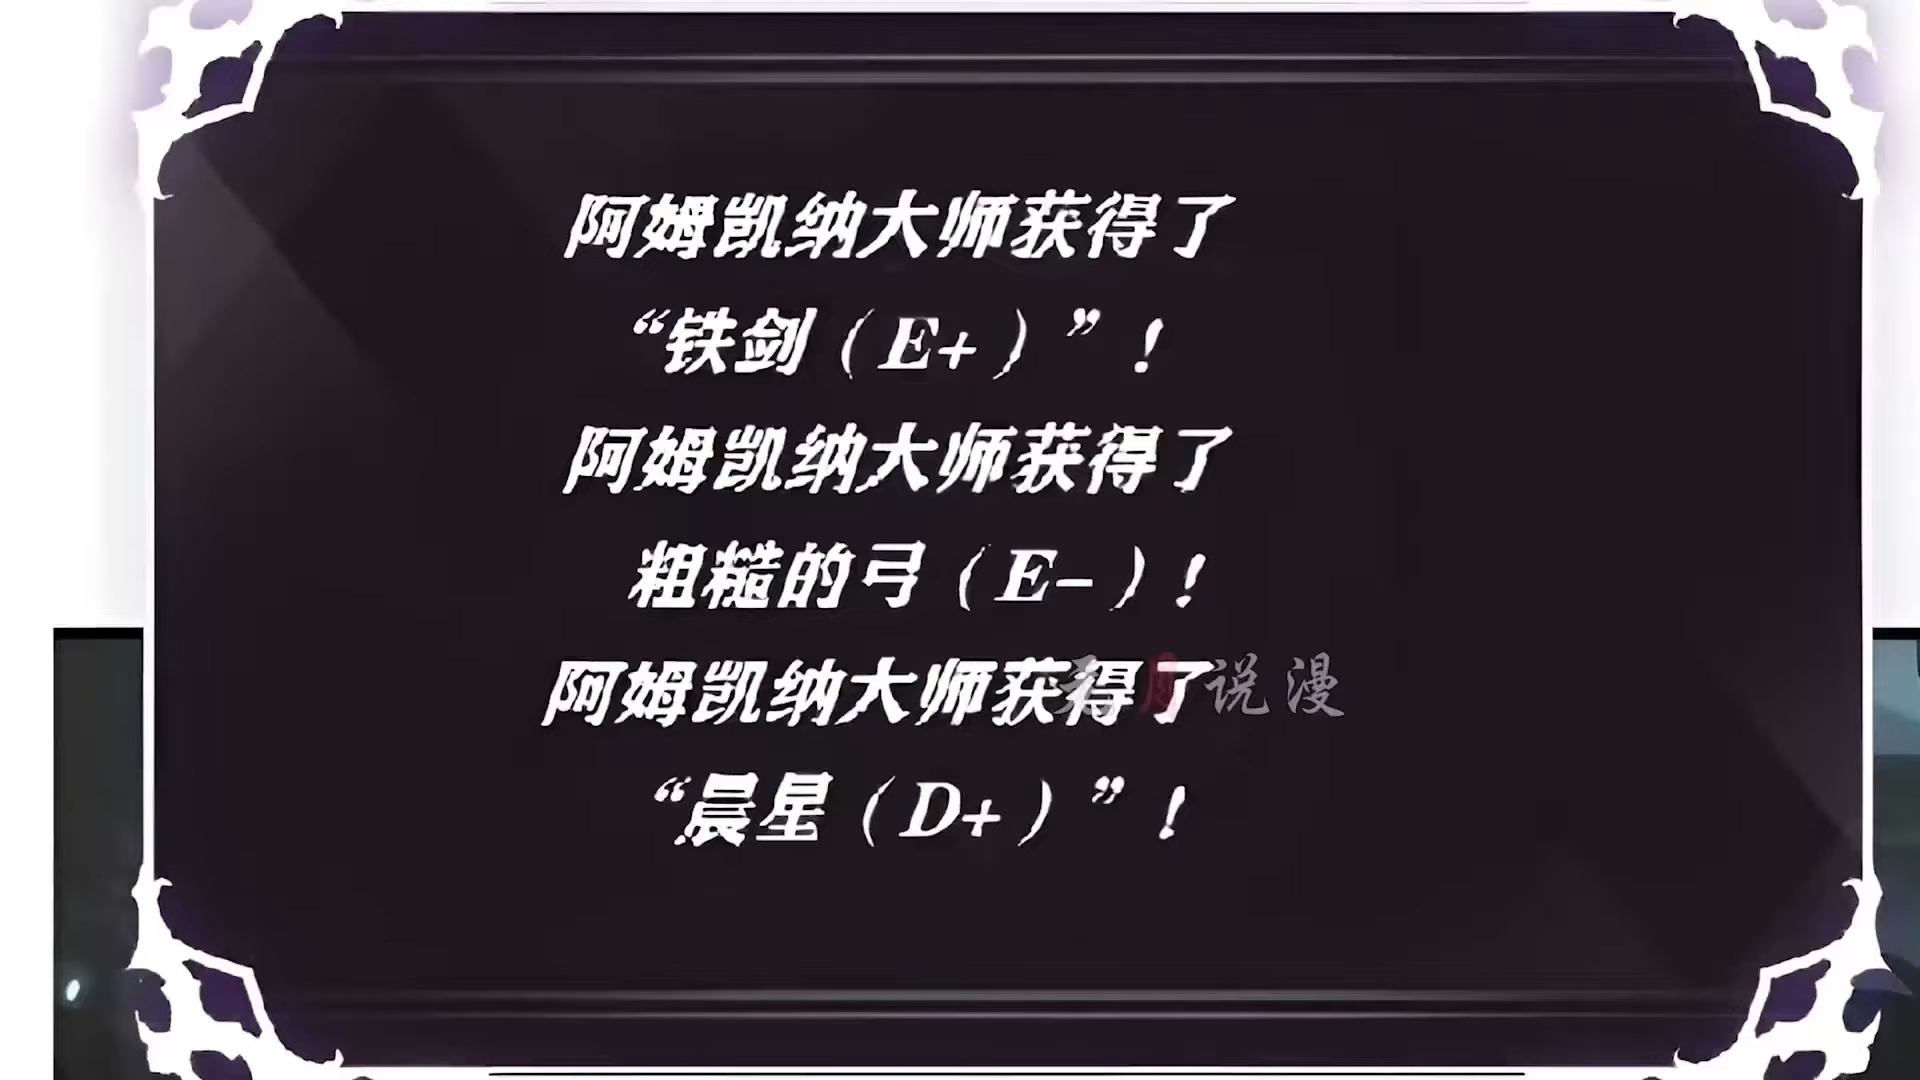 阿姆凯纳大师获得了
“铁剑（E+）”！
阿姆凯纳大师获得了
粗糙的弓（E-）！
阿姆凯纳大师获得了
说漫
“晨星（D+）”！